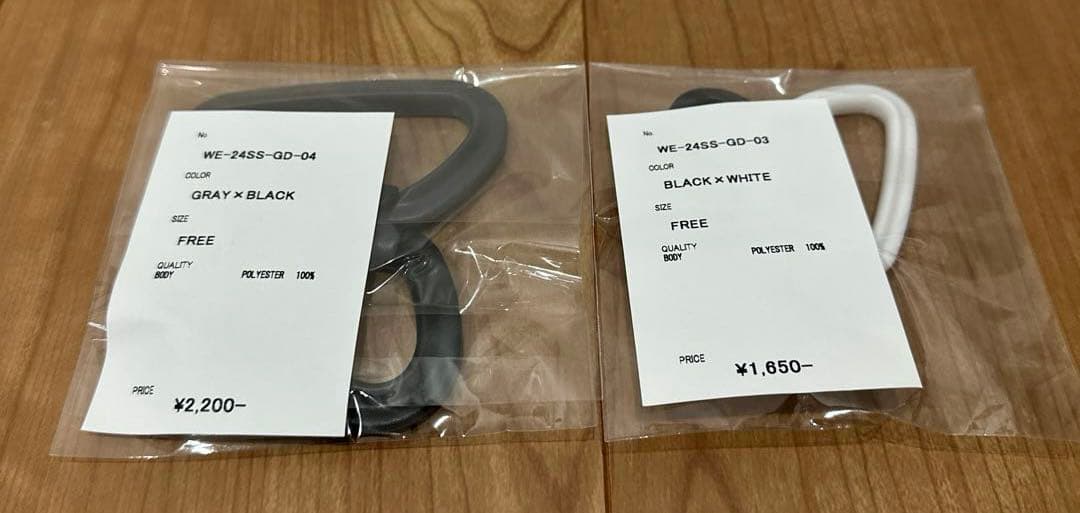 No.
WE-24SS-GD-04
COLOR
GRAY×BLACK
SIZE
FREE
QUALITY
BODY POLYESTER 100%
PRICE
¥2,200-
No.
WE-24SS-GD-03
COLOR
BLACK×WHITE
SIZE
FREE
QUALITY
BODY POLYESTER 100%
PRICE
¥1,650-